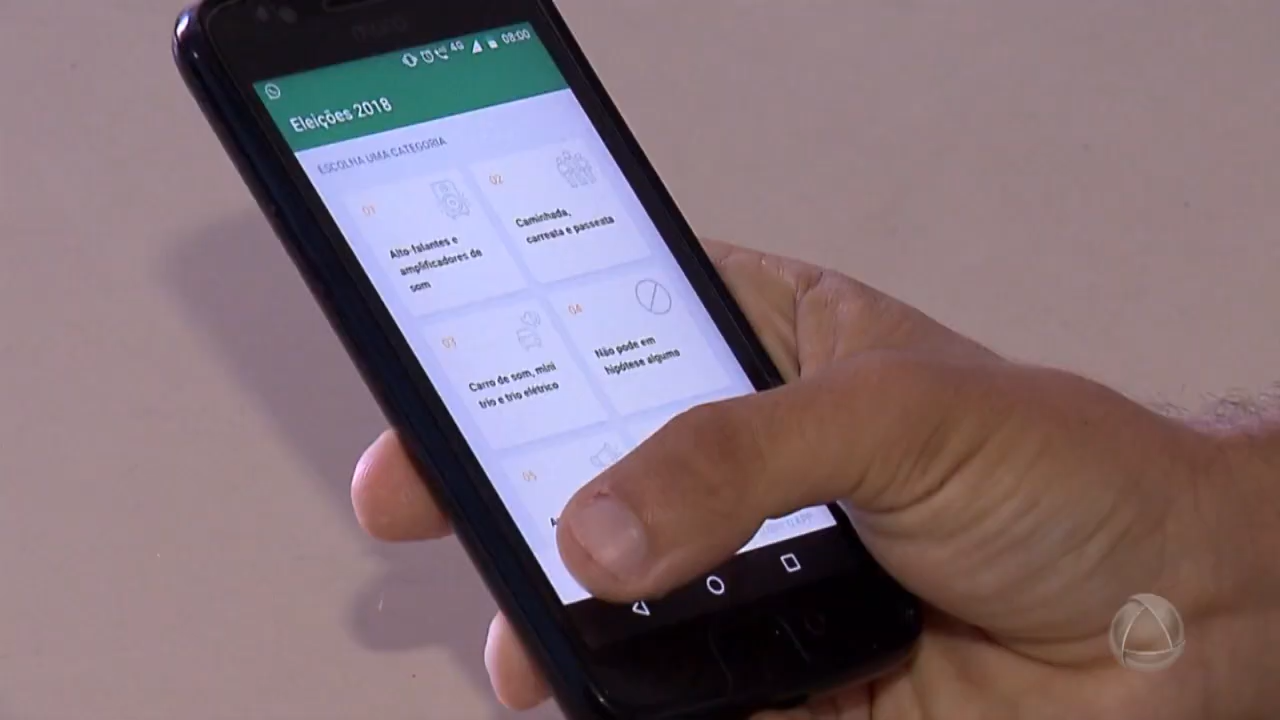 4G 08:00
Eleições 2018
ESCOLHA UMA CATEGORIA
01
Alto-falantes e
amplificadores de
som
02
Caminhada,
carreata e passeata
03
Carro de som, mini
trio e trio elétrico
04
Não pode em
hipótese alguma
05